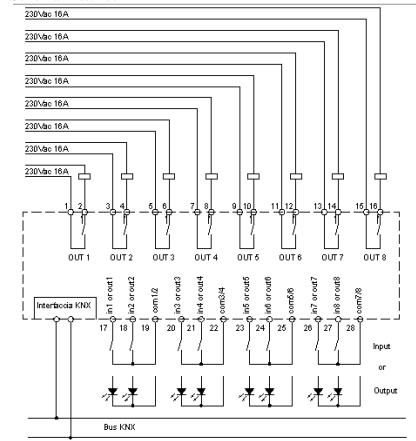 230Vac 16A
230Vac 16A
230Vac 16A
230Vac 16A
230Vac 16A
230Vac 16A
230Vac 16A
230Vac 16A
1 2 3 4 5 6 7 8 9 10 11 12 13 14 15 16
OUT 1 OUT 2 OUT 3 OUT 4 OUT 5 OUT 6 OUT 7 OUT 8
Interfaccia KNX
in1 or out1
in2 or out2
com1/2
in3 or out3
in4 or out4
com3/4
in5 or out5
in6 or out6
com5/6
in7 or out7
in8 or out8
com7/8
17 18 19 20 21 22 23 24 25 26 27 28
Input
or
Output
Bus KNX